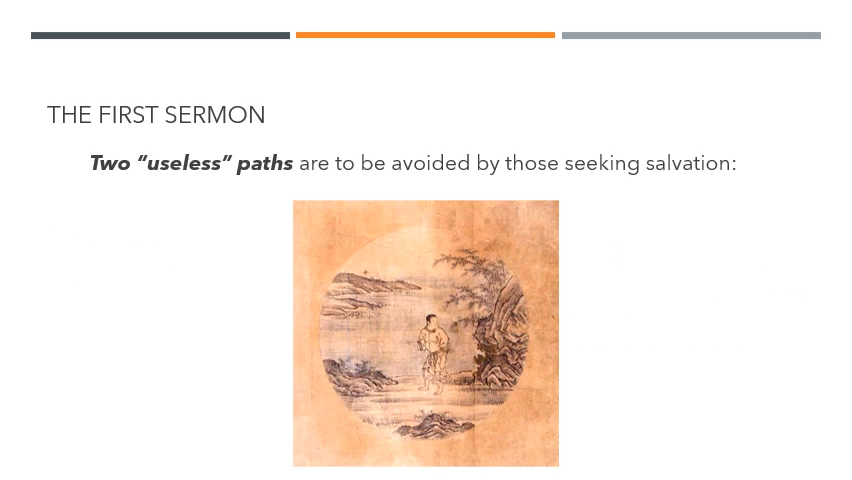 THE FIRST SERMON
Two “useless” paths are to be avoided by those seeking salvation: